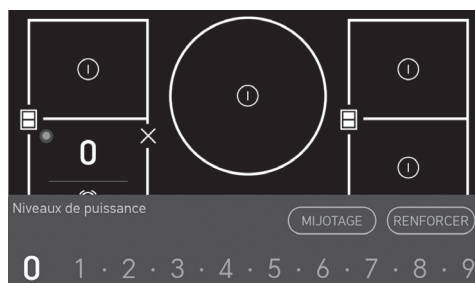 0
Niveaux de puissance
MIJOTAGE
RENFORCER
0 1 · 2 · 3 · 4 · 5 · 6 · 7 · 8 · 9